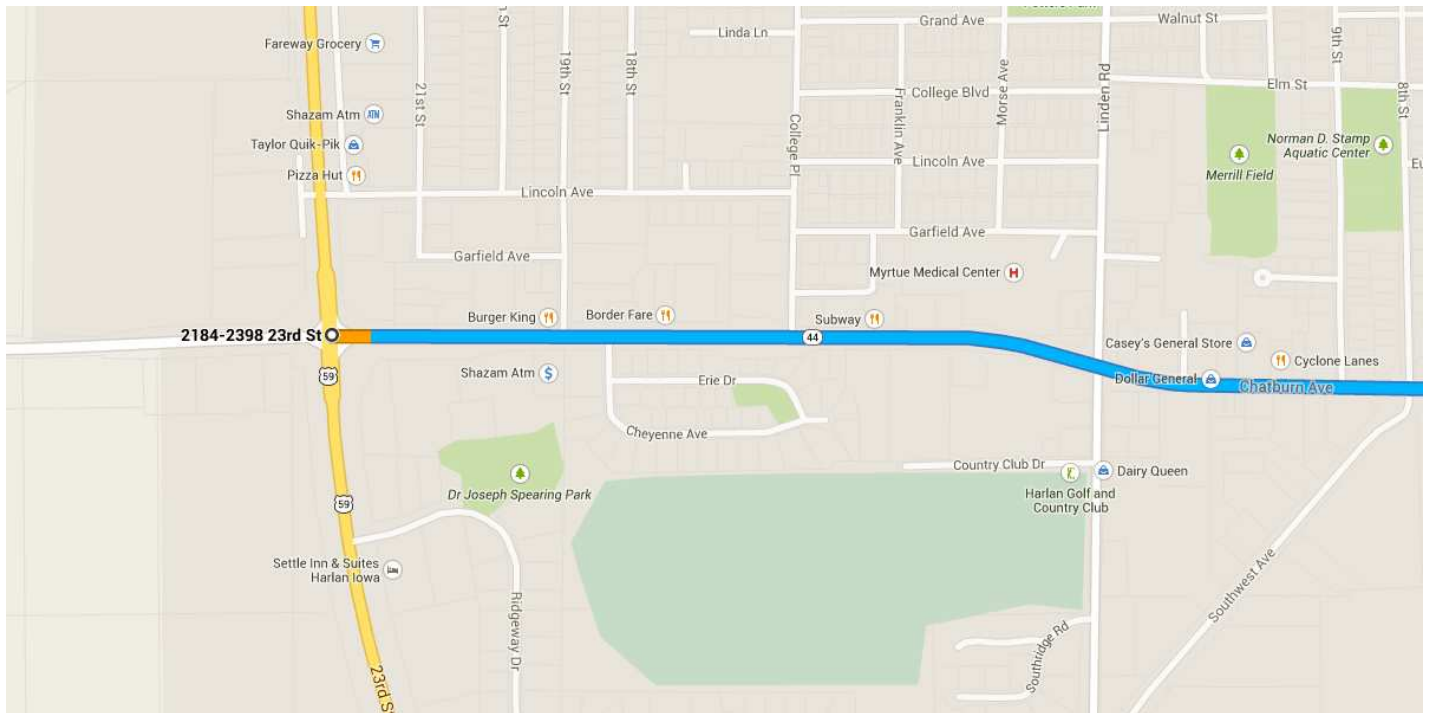 Grand Ave
Walnut St
Linda Ln
Fareway Grocery
19th St
18th St
9th St
Linden Rd
Elm St
21st St
College Blvd
Franklin Ave
Morse Ave
8th St
Shazam Atm
ATM
College Pl
Taylor Quik-Pik
Norman D. Stamp
Aquatic Center
Lincoln Ave
Merrill Field
Pizza Hut
Lincoln Ave
Garfield Ave
Garfield Ave
Myrtue Medical Center
H
Burger King
Border Fare
Subway
2184-2398 23rd St
44
Casey's General Store
Cyclone Lanes
59
Shazam Atm
$
Erie Dr
Dollar General
Chatburn Ave
Cheyenne Ave
Country Club Dr
Dairy Queen
Dr Joseph Spearing Park
Harlan Golf and
Country Club
59
Settle Inn & Suites
Harlan Iowa
Ridgeway Dr
Southwest Ave
Southridge Rd
23rd St